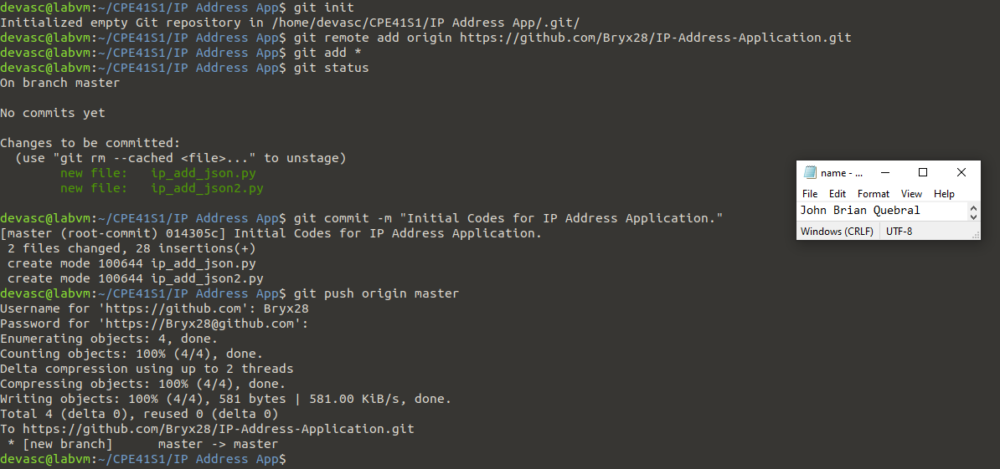 devasc@labvm:~/CPE41S1/IP Address App$ git init
Initialized empty Git repository in /home/devasc/CPE41S1/IP Address App/.git/
devasc@labvm:~/CPE41S1/IP Address App$ git remote add origin https://github.com/Bryx28/IP-Address-Application.git
devasc@labvm:~/CPE41S1/IP Address App$ git add *
devasc@labvm:~/CPE41S1/IP Address App$ git status
On branch master

No commits yet

Changes to be committed:
  (use "git rm --cached <file>..." to unstage)
        new file:   ip_add_json.py
        new file:   ip_add_json2.py

devasc@labvm:~/CPE41S1/IP Address App$ git commit -m "Initial Codes for IP Address Application."
[master (root-commit) 014305c] Initial Codes for IP Address Application.
 2 files changed, 28 insertions(+)
 create mode 100644 ip_add_json.py
 create mode 100644 ip_add_json2.py
devasc@labvm:~/CPE41S1/IP Address App$ git push origin master
Username for 'https://github.com': Bryx28
Password for 'https://Bryx28@github.com':
Enumerating objects: 4, done.
Counting objects: 100% (4/4), done.
Delta compression using up to 2 threads
Compressing objects: 100% (4/4), done.
Writing objects: 100% (4/4), 581 bytes | 581.00 KiB/s, done.
Total 4 (delta 0), reused 0 (delta 0)
To https://github.com/Bryx28/IP-Address-Application.git
 * [new branch]      master -> master
devasc@labvm:~/CPE41S1/IP Address App$
name - ...
File Edit Format View Help
John Brian Quebral
Windows (CRLF) UTF-8